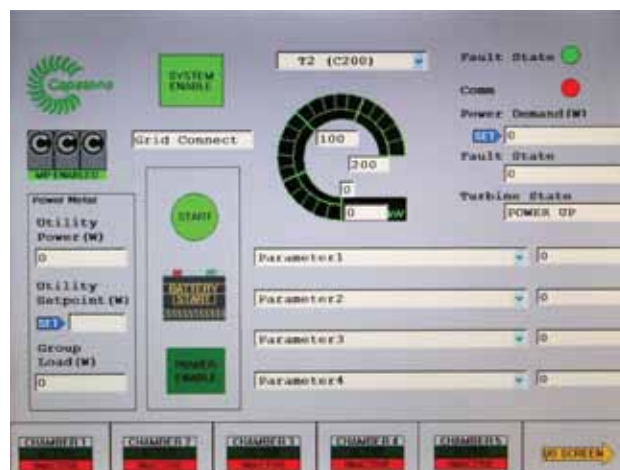 Capstone
SYSTEM
ENABLE
T2 (C200)
Fault State
Comm
Power Demand(W)
SET 0
Fault State
0
Turbine State
POWER UP
C C C
MP ENABLED
Grid Connect
100
200
0
0 kW
Power Meter
Utility
Power(W)
0
Utility
Setpoint(W)
SET
Group
Load(W)
0
START
BATTERY
START
POWER
ENABLE
Parameter1 0
Parameter2 0
Parameter3 0
Parameter4 0
CHAMBER 1
CHAMBER 2
CHAMBER 3
CHAMBER 4
CHAMBER 5
I/O SCREEN